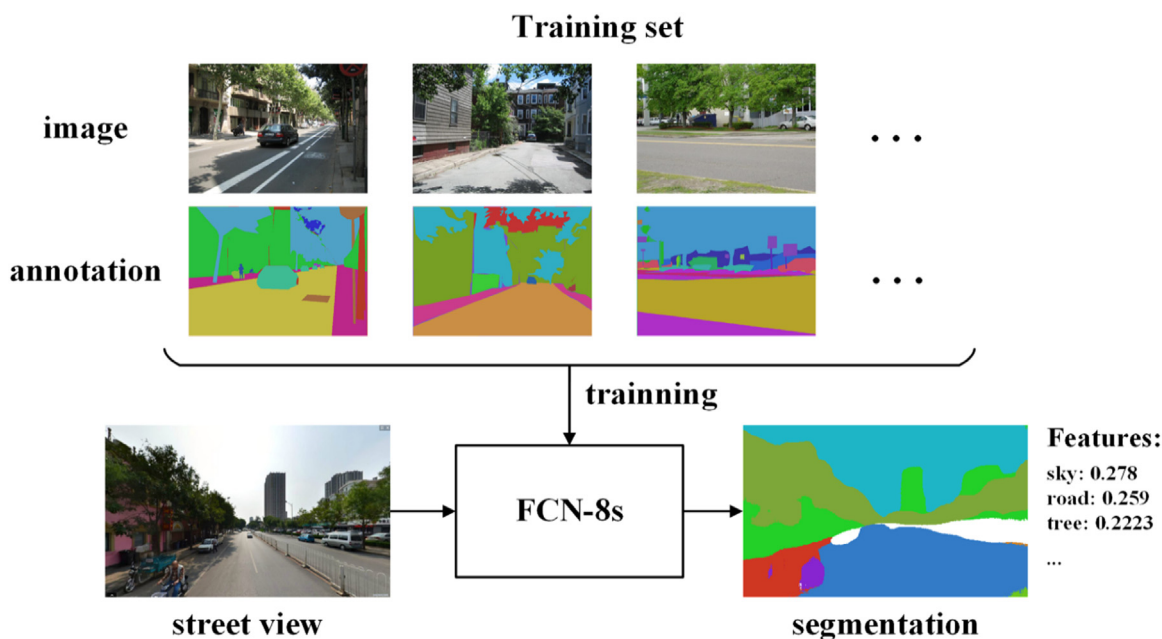 Training set
image
. . .
annotation
. . .
trainning
street view
FCN-8s
segmentation
Features:
sky: 0.278
road: 0.259
tree: 0.2223
...